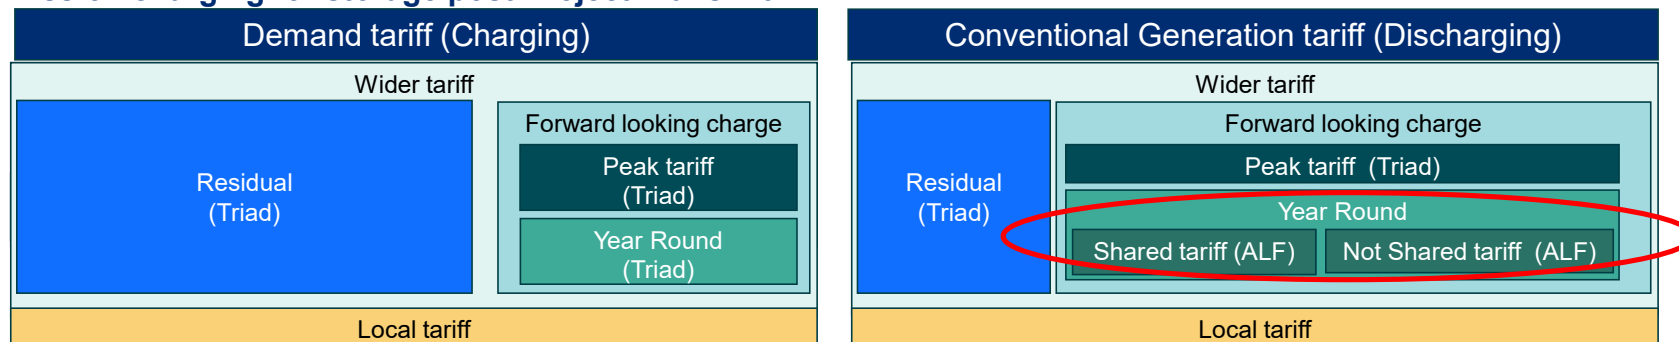 Demand tariff (Charging)
Wider tariff
Residual
(Triad)
Forward looking charge
Peak tariff
(Triad)
Year Round
(Triad)
Local tariff
Conventional Generation tariff (Discharging)
Wider tariff
Residual
(Triad)
Forward looking charge
Peak tariff (Triad)
Year Round
Shared tariff (ALF)
Not Shared tariff (ALF)
Local tariff